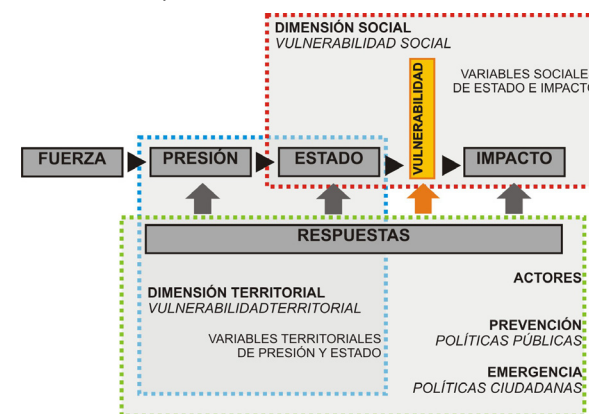 DIMENSIÓN SOCIAL
VULNERABILIDAD SOCIAL
VARIABLES SOCIALE
DE ESTADO E IMPACTO
VULNERABILIDAD
FUERZA
PRESIÓN
ESTADO
IMPACTO
RESPUESTAS
DIMENSIÓN TERRITORIAL
VULNERABILIDADTERRITORIAL
VARIABLES TERRITORIALES
DE PRESIÓN Y ESTADO
ACTORES
PREVENCIÓN
POLÍTICAS PÚBLICAS
EMERGENCIA
POLÍTICAS CIUDADANAS